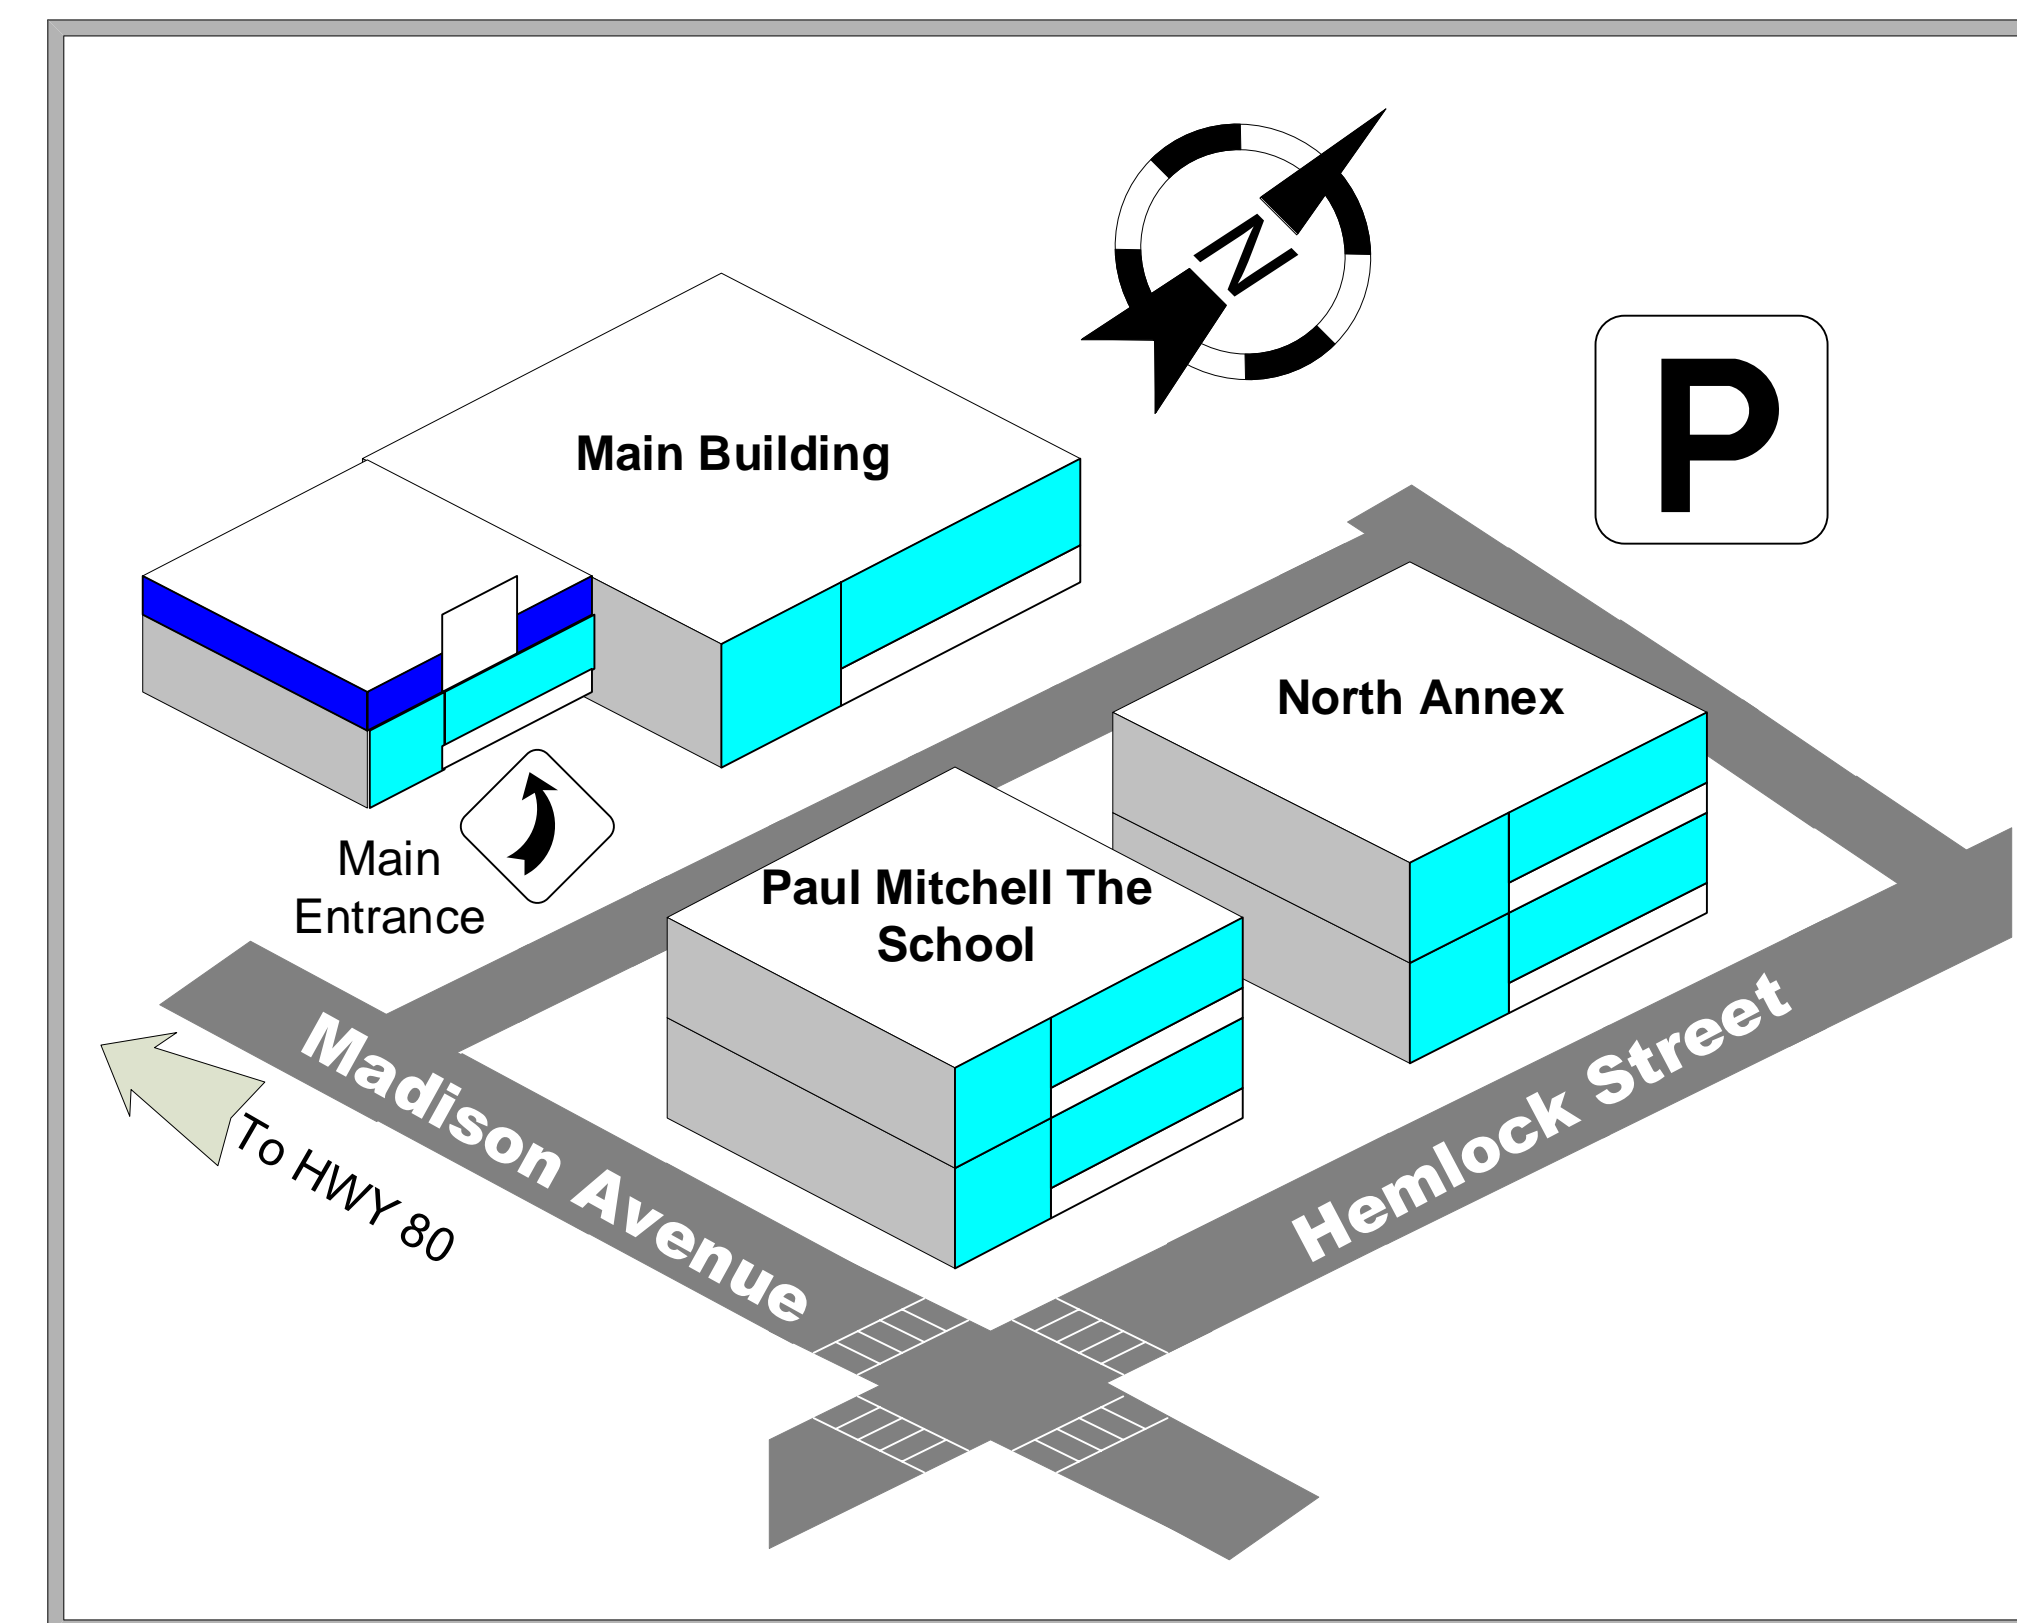 N
P
Main Building
North Annex
Main
Entrance
Paul Mitchell The
School
Madison Avenue
Hemlock Street
To HWY 80